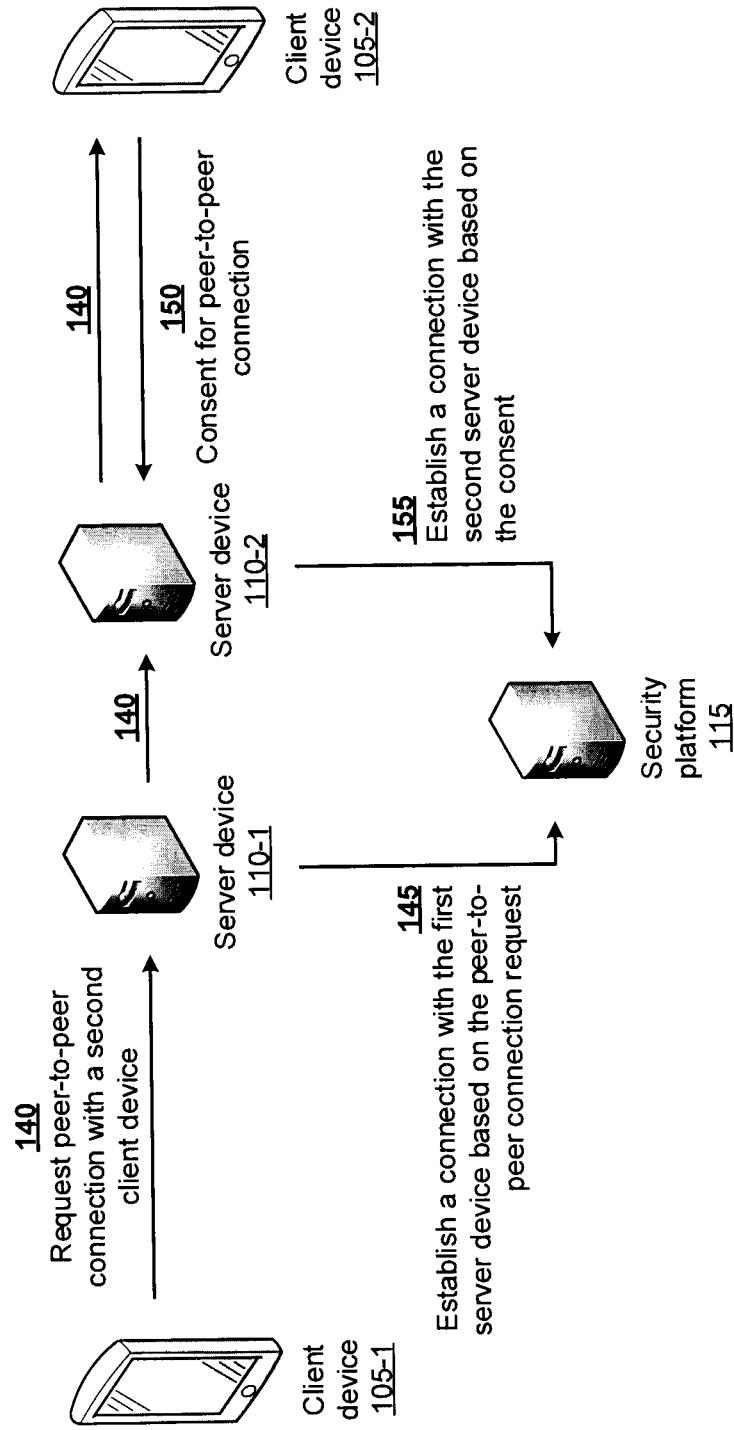 140
Request peer-to-peer
connection with a second
client device
140
140
150
Consent for peer-to-peer
connection
Client
device
105-1
Server device
110-1
Server device
110-2
Client
device
105-2
145
Establish a connection with the first
server device based on the peer-to-
peer connection request
155
Establish a connection with the
second server device based on
the consent
Security
platform
115